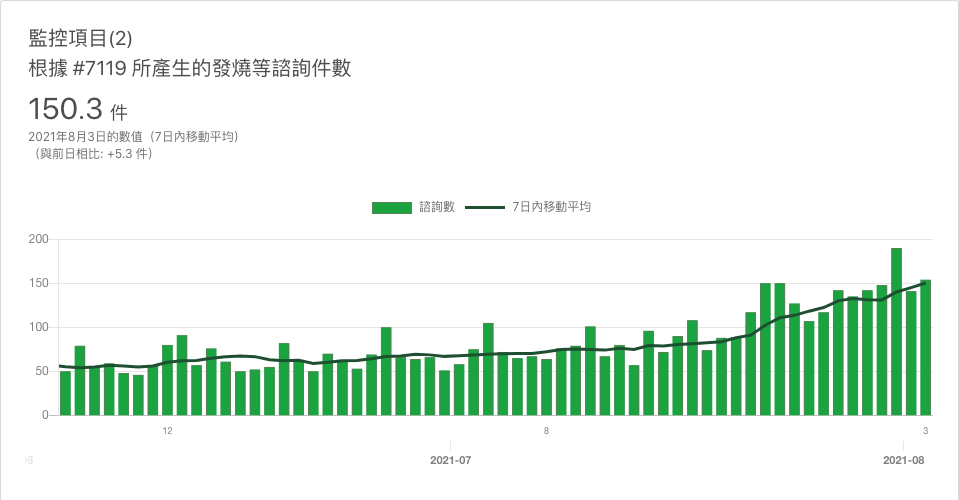 監控項目(2)
根據 #7119 所產生的發燒等諮詢件數
150.3 件
2021年8月3日的數值（7日內移動平均）
（與前日相比: +5.3 件）
諮詢數 7日內移動平均
200
150
100
50
0
12 8 3
6 2021-07 2021-08